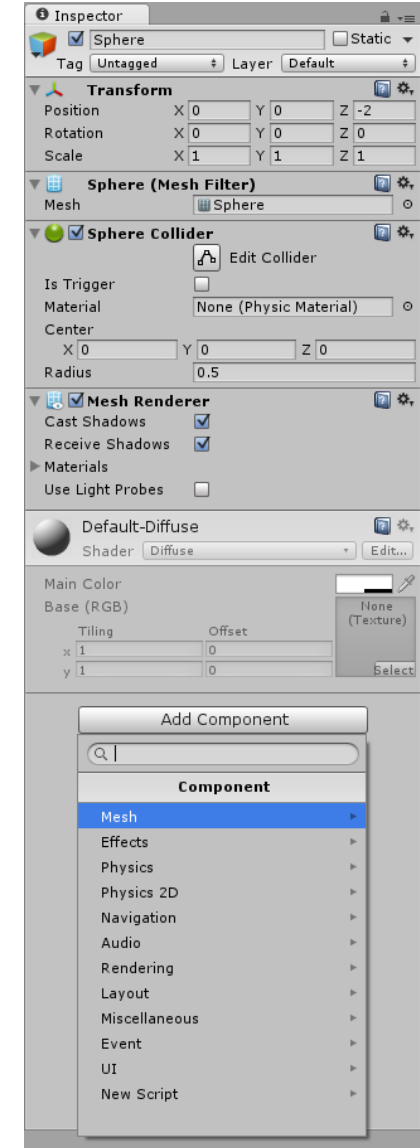 Inspector
Sphere Static
Tag Untagged Layer Default
Transform
Position X 0 Y 0 Z -2
Rotation X 0 Y 0 Z 0
Scale X 1 Y 1 Z 1
Sphere (Mesh Filter)
Mesh Sphere
Sphere Collider
Edit Collider
Is Trigger
Material None (Physic Material)
Center
X 0 Y 0 Z 0
Radius 0.5
Mesh Renderer
Cast Shadows
Receive Shadows
Materials
Use Light Probes
Default-Diffuse
Shader Diffuse Edit...
Main Color
Base (RGB) None
(Texture)
Tiling Offset
x 1 0
y 1 0 Select
Add Component
Component
Mesh
Effects
Physics
Physics 2D
Navigation
Audio
Rendering
Layout
Miscellaneous
Event
UI
New Script